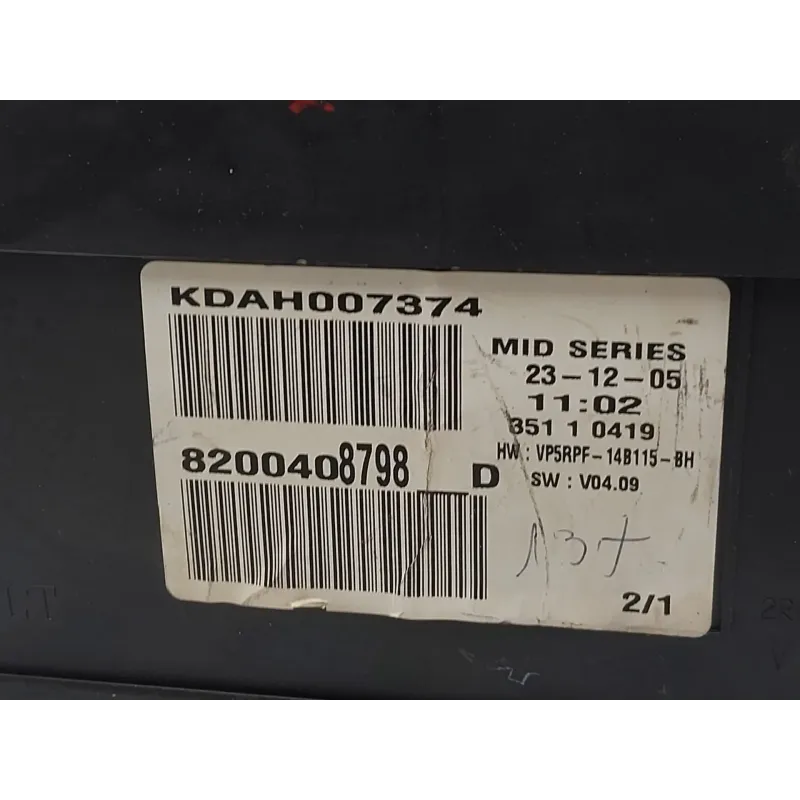 KDAH007374
MID SERIES
23-12-05
11:02
351 1 0419
HW : VP5RPF-14B115-BH
8200408798__D
SW : V04.09
137
2/1